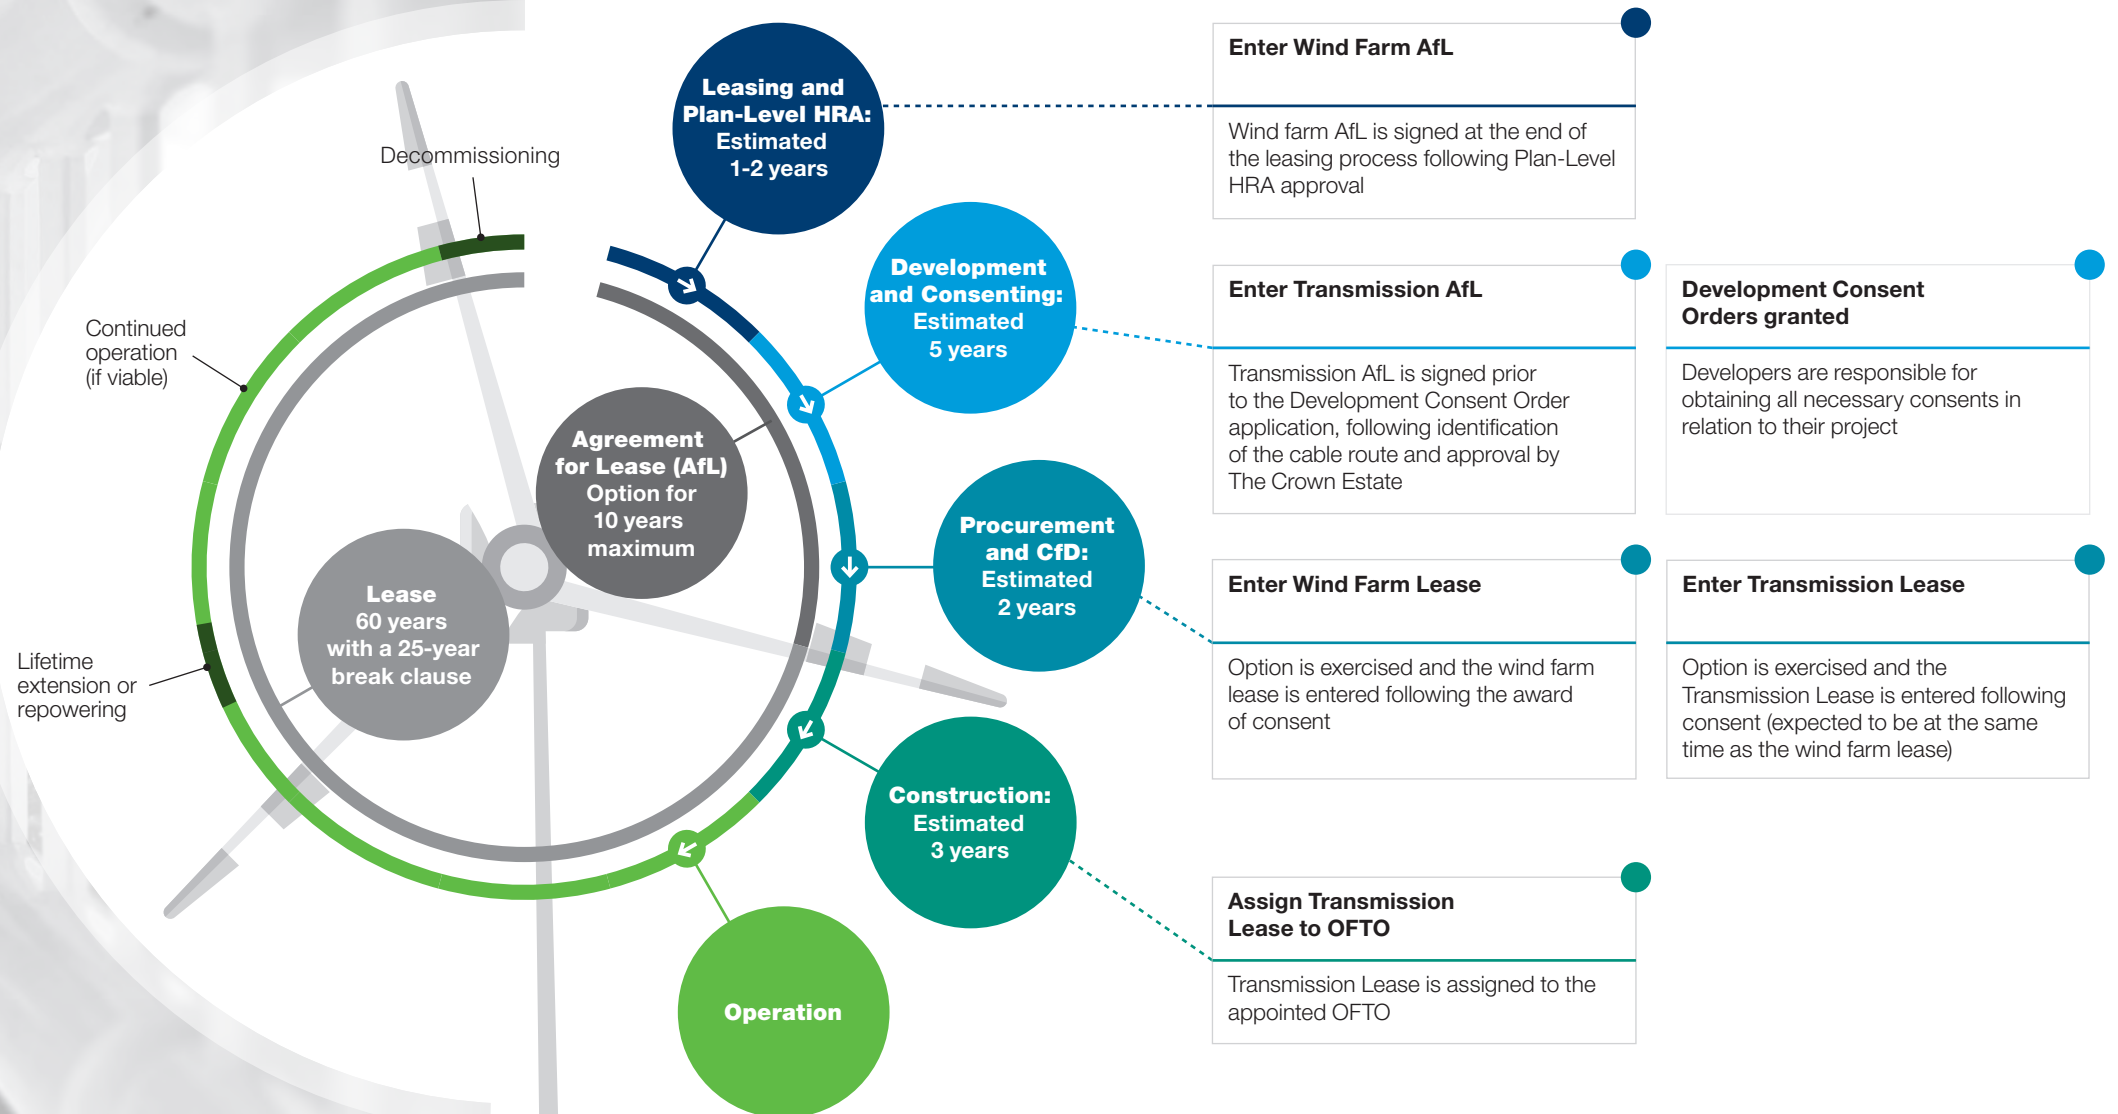 Leasing and
Plan-Level HRA:
Estimated
1-2 years
Enter Wind Farm AfL
Wind farm AfL is signed at the end of
the leasing process following Plan-Level
HRA approval
Development
and Consenting:
Estimated
5 years
Enter Transmission AfL
Transmission AfL is signed prior
to the Development Consent Order
application, following identification
of the cable route and approval by
The Crown Estate
Development Consent
Orders granted
Developers are responsible for
obtaining all necessary consents in
relation to their project
Procurement
and CfD:
Estimated
2 years
Enter Wind Farm Lease
Option is exercised and the wind farm
lease is entered following the award
of consent
Enter Transmission Lease
Option is exercised and the
Transmission Lease is entered following
consent (expected to be at the same
time as the wind farm lease)
Construction:
Estimated
3 years
Assign Transmission
Lease to OFTO
Transmission Lease is assigned to the
appointed OFTO
Operation
Agreement
for Lease (AfL)
Option for
10 years
maximum
Lease
60 years
with a 25-year
break clause
Lifetime
extension or
repowering
Continued
operation
(if viable)
Decommissioning